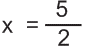 x = 5/2